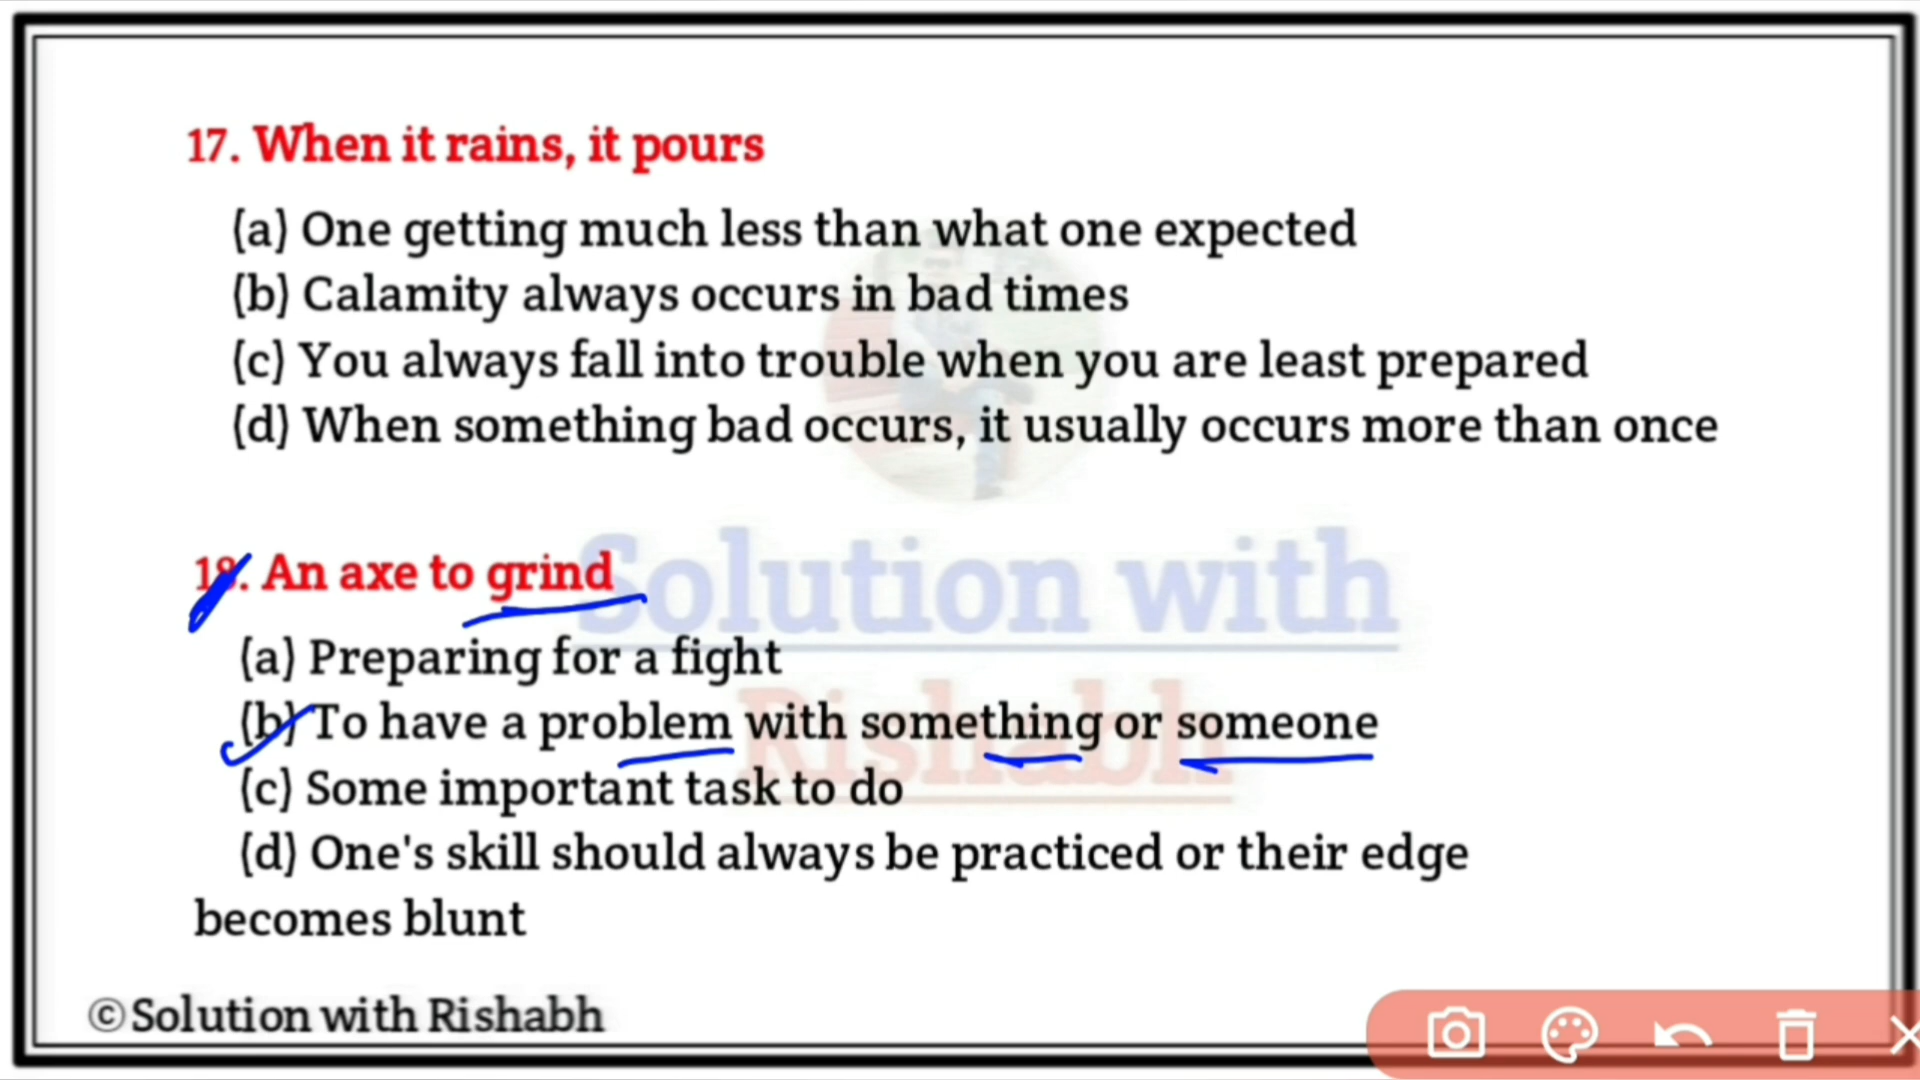 17. When it rains, it pours
(a) One getting much less than what one expected
(b) Calamity always occurs in bad times
(c) You always fall into trouble when you are least prepared
(d) When something bad occurs, it usually occurs more than once
18. An axe to grind
(a) Preparing for a fight
(b) To have a problem with something or someone
(c) Some important task to do
(d) One's skill should always be practiced or their edge
becomes blunt
Solution with
Rishabh
©Solution with Rishabh